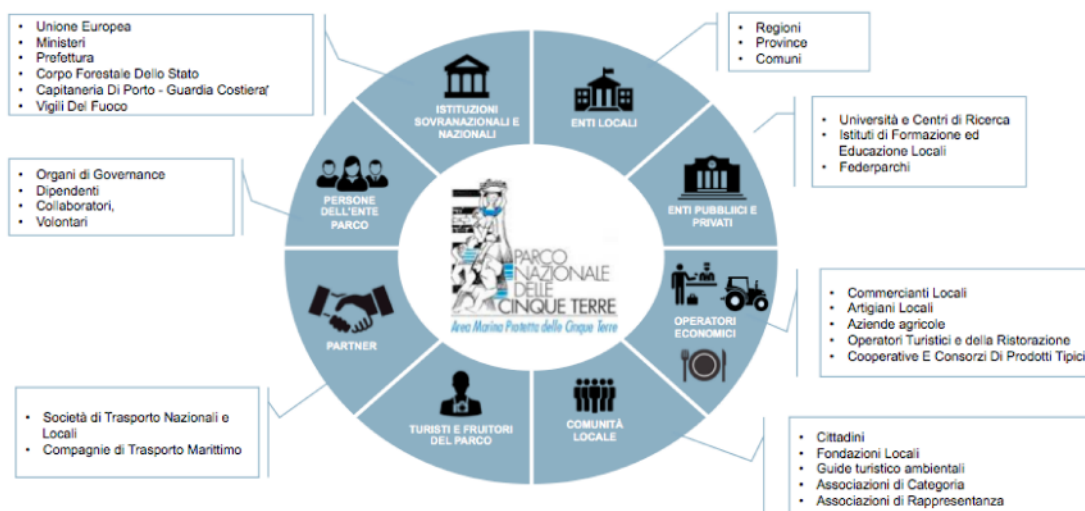 • Unione Europea
• Ministeri
• Prefettura
• Corpo Forestale Dello Stato
• Capitaneria Di Porto - Guardia Costiera'
• Vigili Del Fuoco
ISTITUZIONI
SOVRANAZIONALI E
NAZIONALI
ENTI LOCALI
• Regioni
• Province
• Comuni
• Università e Centri di Ricerca
• Istituti di Formazione ed
Educazione Locali
• Federparchi
ENTI PUBBLIICI E
PRIVATI
• Organi di Governance
• Dipendenti
• Collaboratori,
• Volontari
PERSONE
DELL'ENTE
PARCO
PARCO
NAZIONALE
DELLE
CINQUE TERRE
Area Marina Protetta delle Cinque Terre
OPERATORI
ECONOMICI
• Commercianti Locali
• Artigiani Locali
• Aziende agricole
• Operatori Turistici e della Ristorazione
• Cooperative E Consorzi Di Prodotti Tipici
PARTNER
• Società di Trasporto Nazionali e
Locali
• Compagnie di Trasporto Marittimo
TURISTI E FRUITORI
DEL PARCO
COMUNITÀ
LOCALE
• Cittadini
• Fondazioni Locali
• Guide turistico ambientali
• Associazioni di Categoria
• Associazioni di Rappresentanza